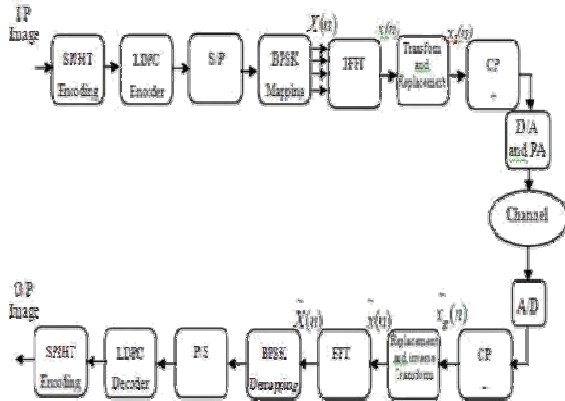 I/P
Image
SPIHT
Encoding
LDPC
Encoder
S/P
BPSK
Mapping
X(n)
IFFT
x(n)
Transform
and
Replacement
CP
+
D/A
and PA
Channel
A/D
CP
-
Replacement
and inverse
Transform
FFT
X(n)
BPSK
Demapping
P/S
LDPC
Decoder
SPIHT
Encoding
O/P
Image